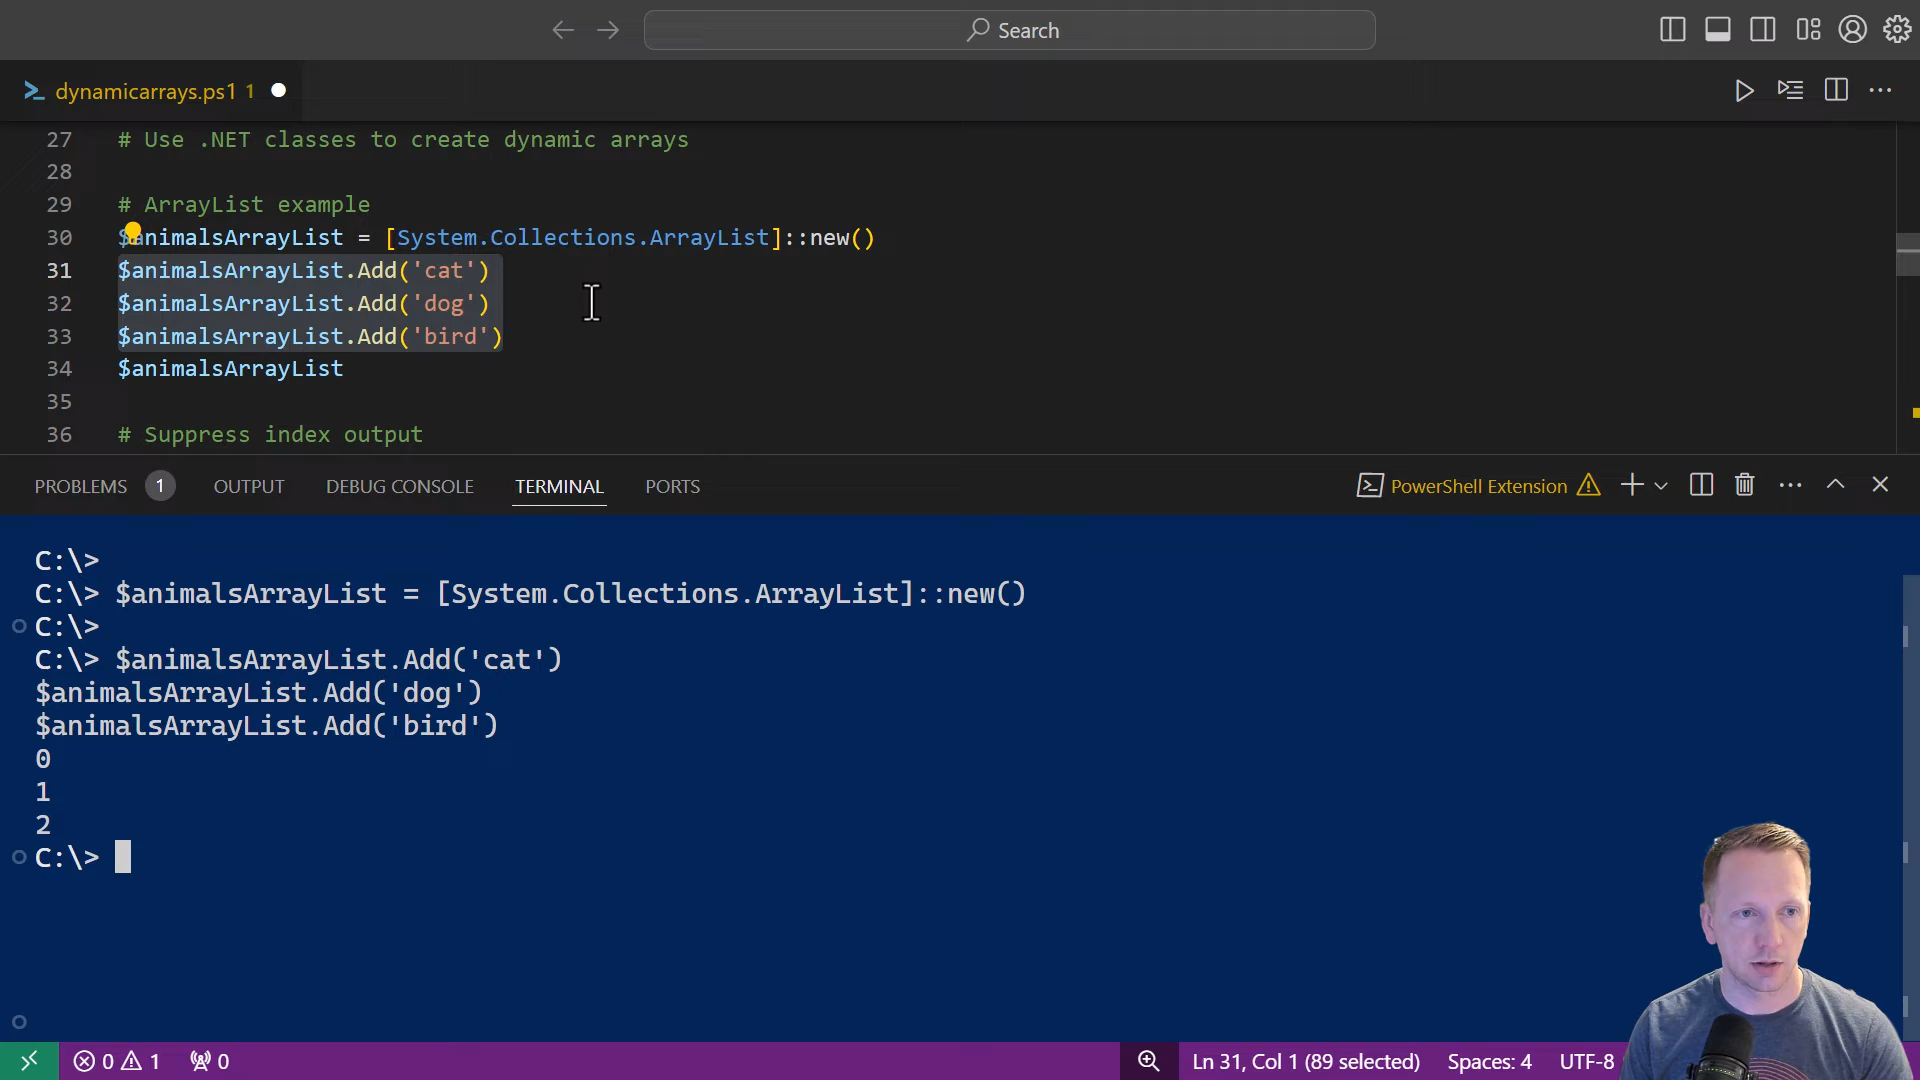 Search
dynamicarrays.ps1 1
27 # Use .NET classes to create dynamic arrays
28
29 # ArrayList example
30 $animalsArrayList = [System.Collections.ArrayList]::new()
31 $animalsArrayList.Add('cat')
32 $animalsArrayList.Add('dog')
33 $animalsArrayList.Add('bird')
34 $animalsArrayList
35
36 # Suppress index output
PROBLEMS 1 OUTPUT DEBUG CONSOLE TERMINAL PORTS PowerShell Extension
C:\>
C:\> $animalsArrayList = [System.Collections.ArrayList]::new()
C:\>
C:\> $animalsArrayList.Add('cat')
$animalsArrayList.Add('dog')
$animalsArrayList.Add('bird')
0
1
2
C:\>
0 1 0 Ln 31, Col 1 (89 selected) Spaces: 4 UTF-8